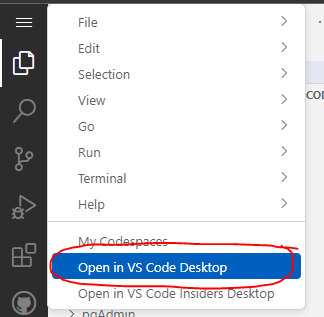 File
Edit
Selection
View
Go
COD
Run
Terminal
Help
My Codespaces
Open in VS Code Desktop
Open in VS Code Insiders Desktop
pgAdmin